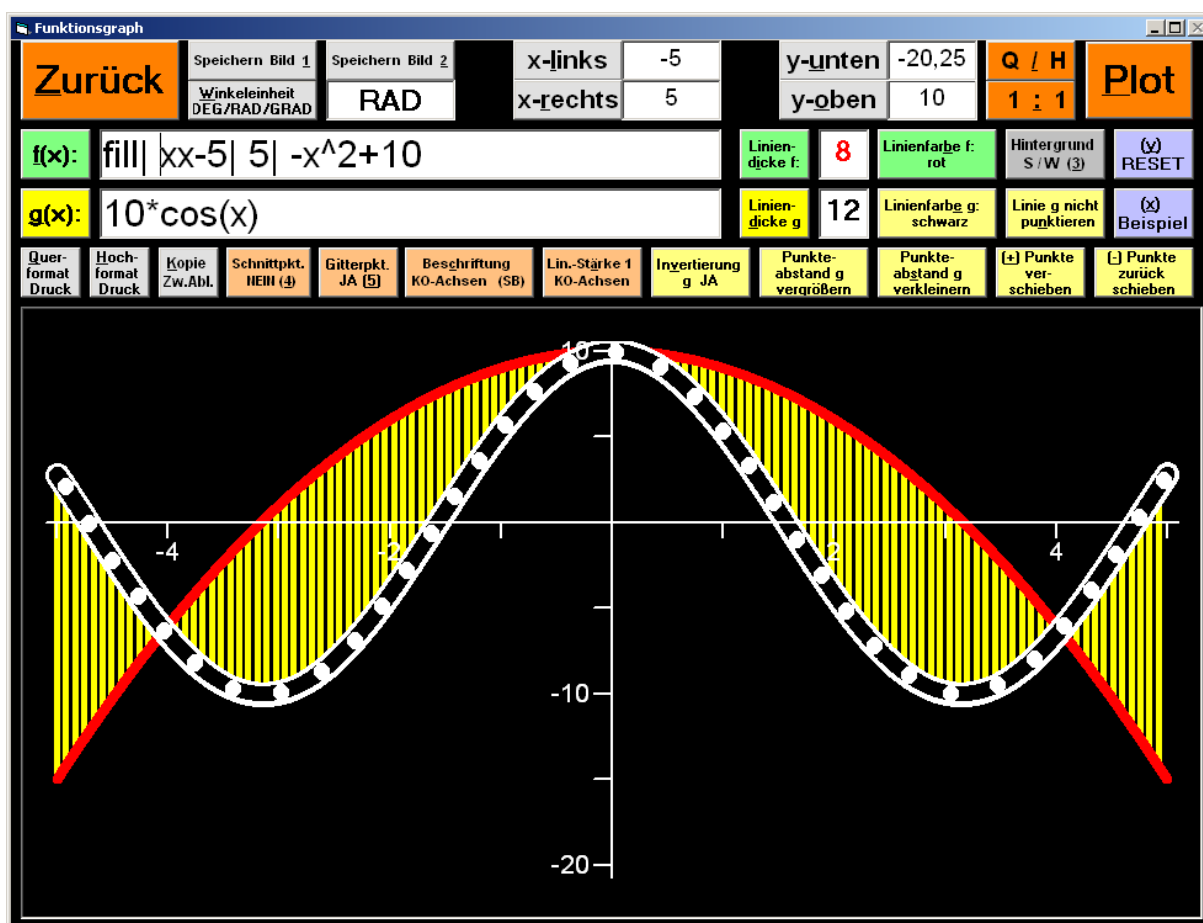 Funktionsgraph
Zurück
Speichern Bild 1
Speichern Bild 2
Winkeleinheit
DEG/RAD/GRAD
RAD
x-links
-5
x-rechts
5
y-unten
-20,25
y-oben
10
Q / H
1 : 1
Plot
f(x):
fill| xx-5| 5| -x^2+10
Linien-
dicke f:
8
Linienfarbe f:
rot
Hintergrund
S / W (3)
(v)
RESET
g(x):
10*cos(x)
Linien-
dicke g
12
Linienfarbe g:
schwarz
Linie g nicht
punktieren
(x)
Beispiel
Quer-
format
Druck
Hoch-
format
Druck
Kopie
Zw.Abl.
Schnittpkt.
NEIN (4)
Gitterpkt.
JA (5)
Beschriftung
KO-Achsen (SB)
Lin.-Stärke 1
KO-Achsen
Invertierung
g JA
Punkte-
abstand g
vergrößern
Punkte-
abstand g
verkleinern
(+) Punkte
ver-
schieben
(-) Punkte
zurück
schieben
10
-4
-2
2
4
-10
-20